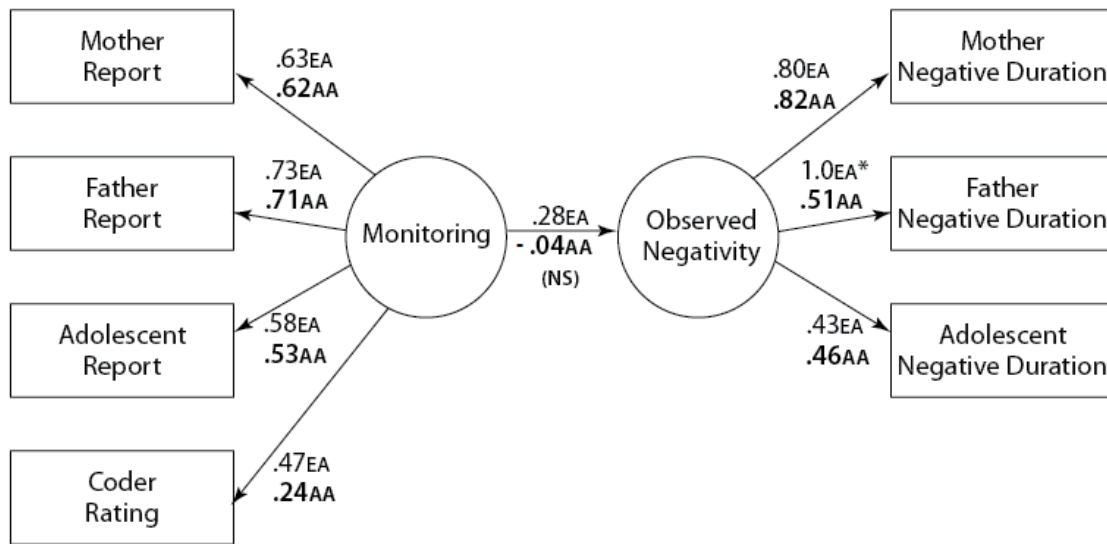 Mother
Report
.63EA
.62AA
Father
Report
.73EA
.71AA
Adolescent
Report
.58EA
.53AA
Coder
Rating
.47EA
.24AA
Monitoring
.28EA
- .04AA
(NS)
Observed
Negativity
.80EA
.82AA
Mother
Negative Duration
1.0EA*
.51AA
Father
Negative Duration
.43EA
.46AA
Adolescent
Negative Duration